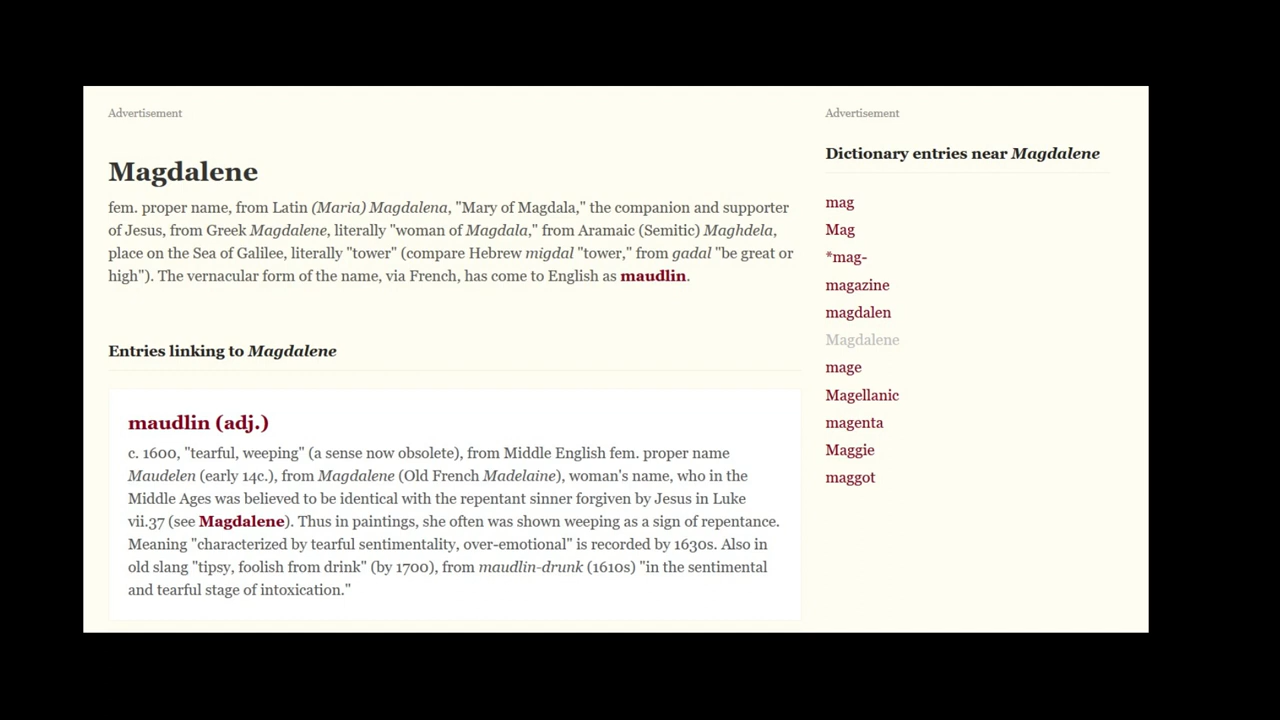 Advertisement
Magdalene
fem. proper name, from Latin (Maria) Magdalena, "Mary of Magdala," the companion and supporter
of Jesus, from Greek Magdalene, literally "woman of Magdala," from Aramaic (Semitic) Maghdela,
place on the Sea of Galilee, literally "tower" (compare Hebrew migdal "tower," from gadal "be great or
high"). The vernacular form of the name, via French, has come to English as maudlin.
Entries linking to Magdalene
maudlin (adj.)
c. 1600, "tearful, weeping" (a sense now obsolete), from Middle English fem. proper name
Maudelen (early 14c.), from Magdalene (Old French Madelaine), woman's name, who in the
Middle Ages was believed to be identical with the repentant sinner forgiven by Jesus in Luke
vii.37 (see Magdalene). Thus in paintings, she often was shown weeping as a sign of repentance.
Meaning "characterized by tearful sentimentality, over-emotional" is recorded by 1630s. Also in
old slang "tipsy, foolish from drink" (by 1700), from maudlin-drunk (1610s) "in the sentimental
and tearful stage of intoxication."
Advertisement
Dictionary entries near Magdalene
mag
Mag
*mag-
magazine
magdalen
Magdalene
mage
Magellanic
magenta
Maggie
maggot